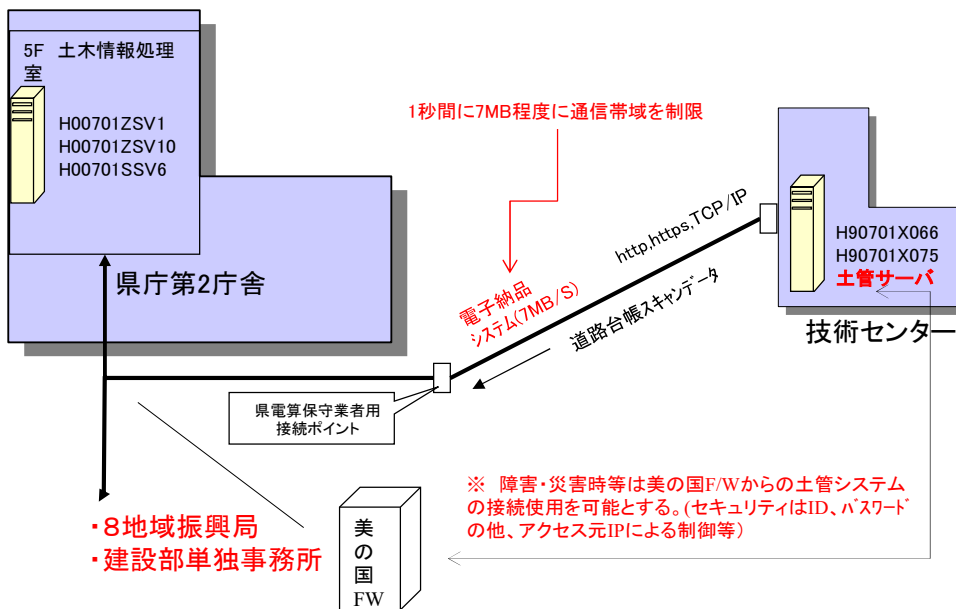 5F 土木情報処理
室
H00701ZSV1
H00701ZSV10
H00701SSV6
県庁第2庁舎
1秒間に7MB程度に通信帯域を制限
http,https,TCP/IP
電子納品
システム(7MB/S)
道路台帳スキャンデータ
H90701X066
H90701X075
土管サーバ
技術センター
県電算保守業者用
接続ポイント
・8地域振興局
・建設部単独事務所
美の国FW
※ 障害・災害時等は美の国F/Wからの土管システム
の接続使用を可能とする。(セキュリティはID、パスワード
の他、アクセス元IPによる制御等)